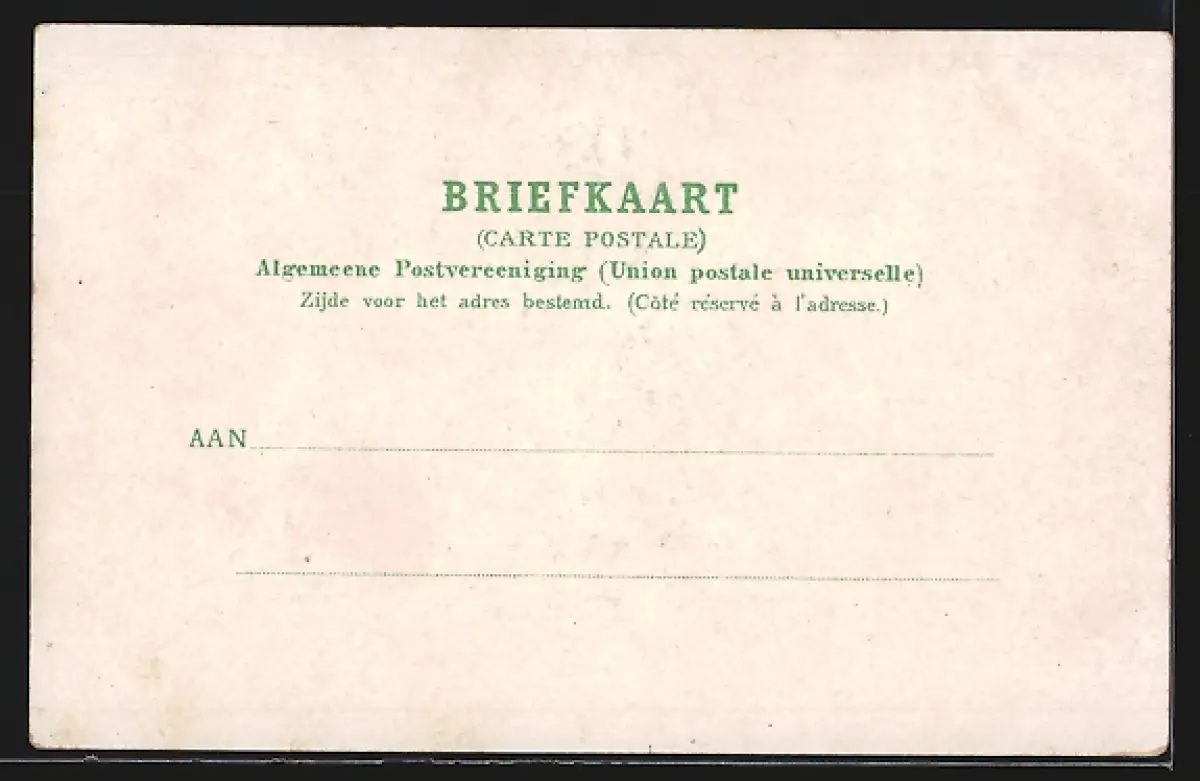 BRIEFKAART
(CARTE POSTALE)
Algemeene Postvereeniging (Union postale universelle)
Zijde voor het adres bestemd. (Côté réservé à l'adresse.)
AAN